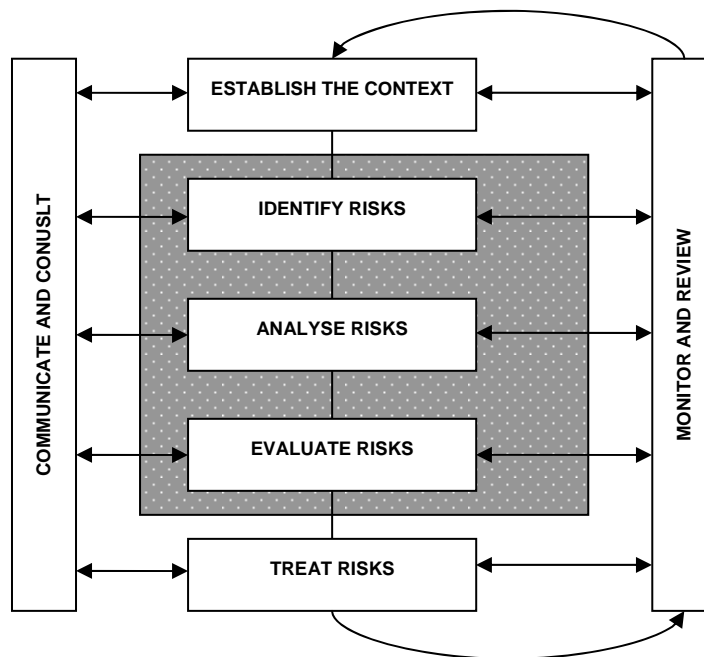 ESTABLISH THE CONTEXT
IDENTIFY RISKS
ANALYSE RISKS
EVALUATE RISKS
TREAT RISKS
COMMUNICATE AND CONUSLT
MONITOR AND REVIEW